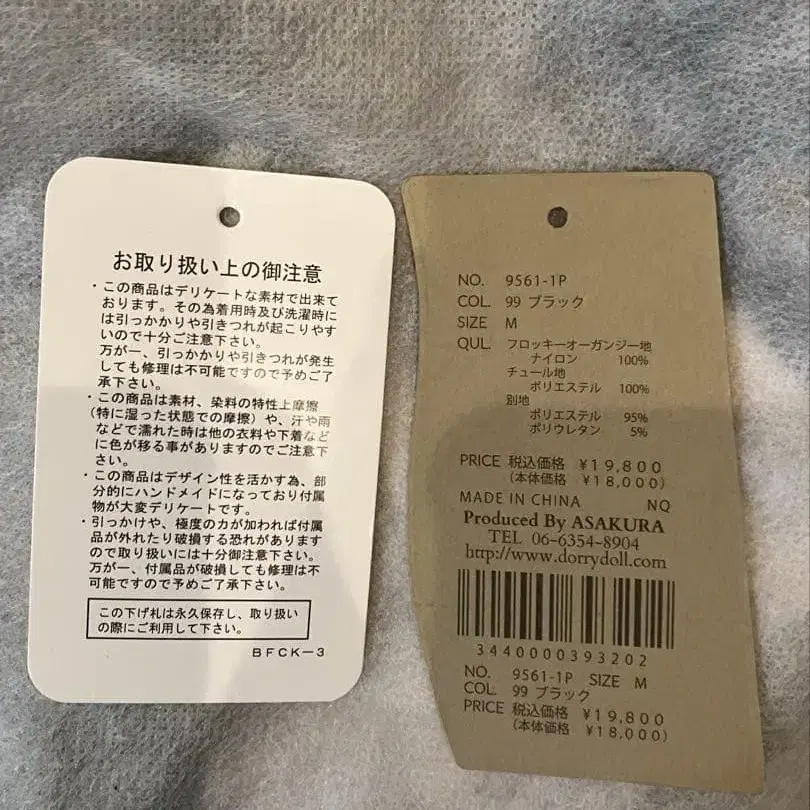 お取り扱い上の御注意
・この商品はデリケートな素材で出来て
おります。その為着用時及び洗濯時に
は引っかかりや引きつれが起こりやす
いので十分ご注意下さい。
万が一、引っかかりや引きつれが発生
しても修理は不可能ですので予めご了
承下さい。
・この商品は素材、染料の特性上摩擦
（特に湿った状態での摩擦）や、汗や雨
などで濡れた時は他の衣料や下着など
に色が移る事がありますのでご注意下
さい。
・この商品はデザイン性を活かす為、部
分的にハンドメイドになっており付属
物が大変デリケートです。
・引っかけや、極度の力が加われば付属
品が外れたり破損する恐れがあります
ので取り扱いには十分御注意下さい。
万が一、付属品が破損しても修理は不
可能ですので予めご了承下さい。
この下げ札は永久保存し、取り扱い
の際にご利用して下さい。
BFCK-3
NO. 9561-1P
COL. 99 ブラック
SIZE M
QUL. フロッキーオーガンジー地
ナイロン 100%
チュール地
ポリエステル 100%
別地
ポリエステル 95%
ポリウレタン 5%
PRICE 税込価格 ¥19,800
（本体価格 ¥18,000）
MADE IN CHINA NQ
Produced By ASAKURA
TEL 06-6354-8904
http://www.dorrydoll.com
3440000393202
NO. 9561-1P SIZE M
COL. 99 ブラック
PRICE 税込価格 ¥19,800
（本体価格 ¥18,000）